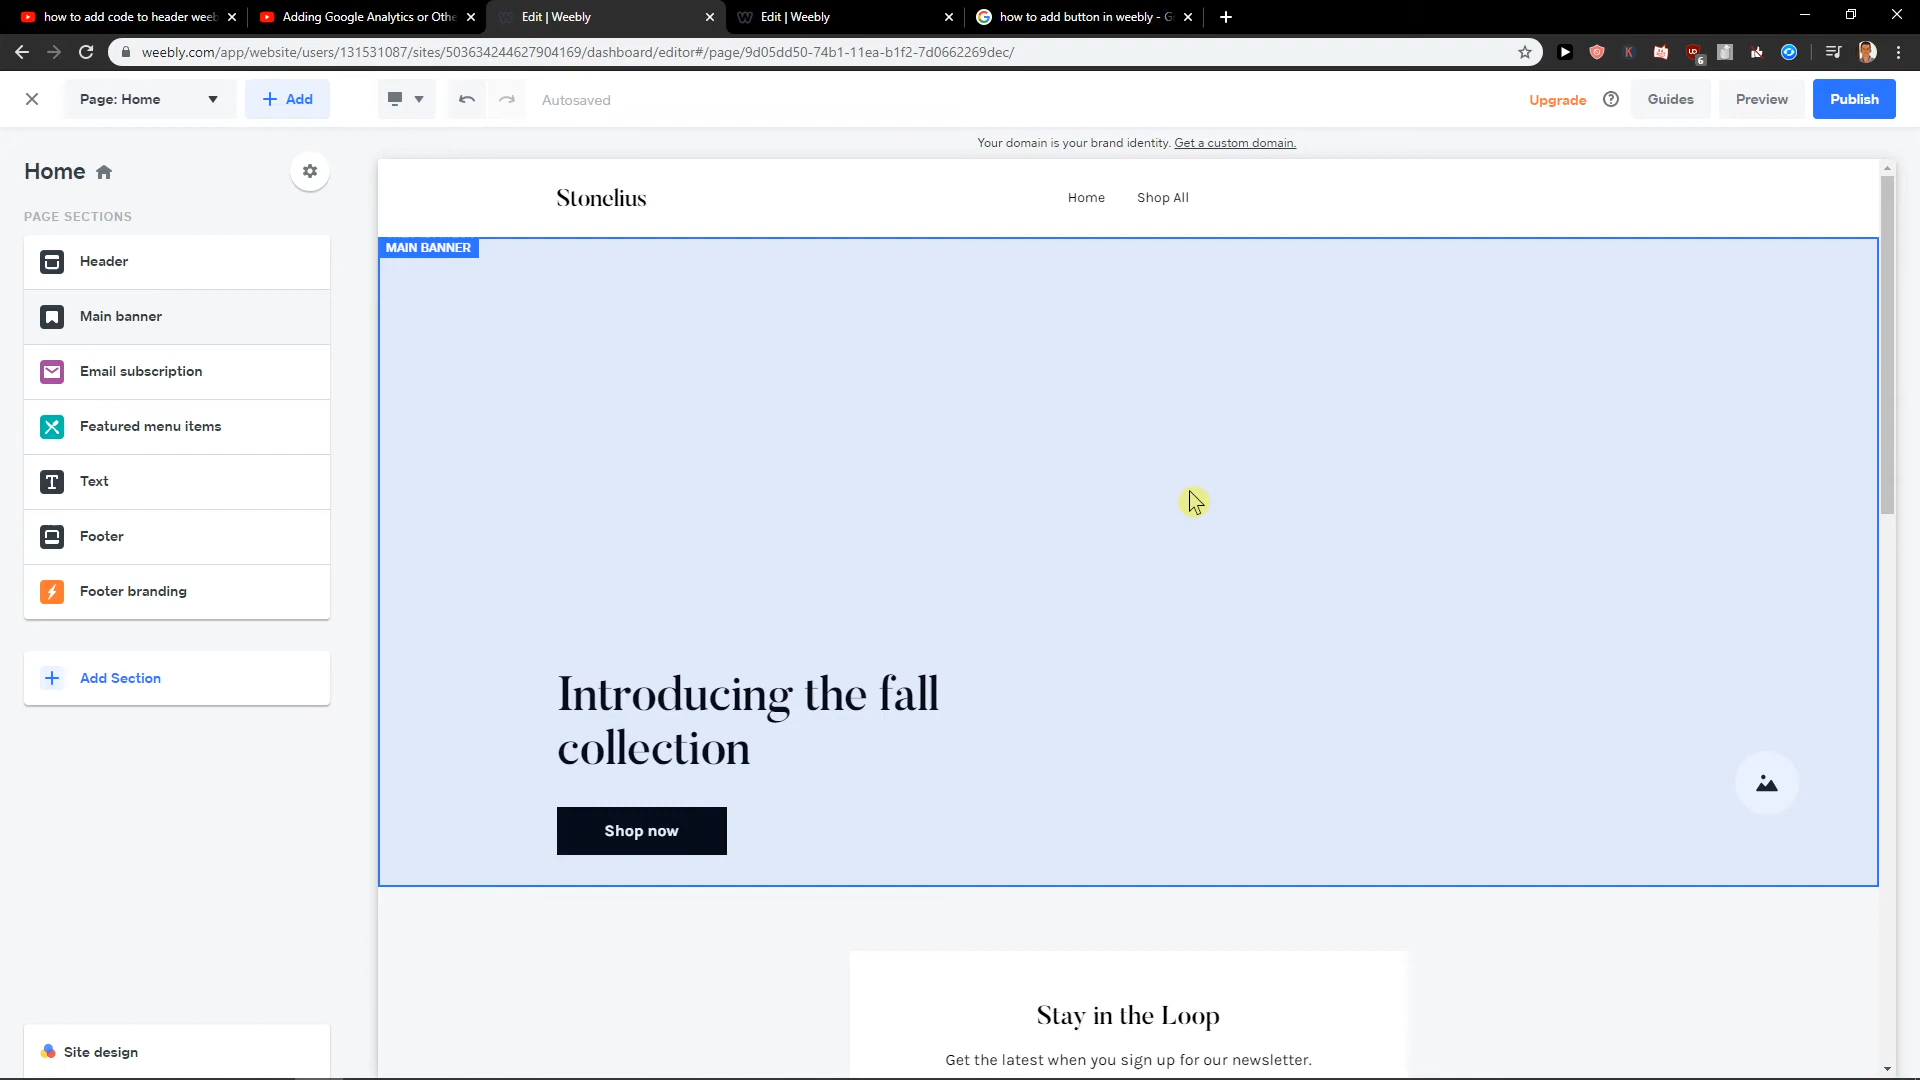 how to add code to header weeb
Adding Google Analytics or Othe
Edit | Weebly
Edit | Weebly
how to add button in weebly - G
weebly.com/app/website/users/131531087/sites/503634244627904169/dashboard/editor#/page/9d05dd50-74b1-11ea-b1f2-7d0662269dec/
6
Page: Home
Add
Autosaved
Upgrade
Guides
Preview
Publish
Your domain is your brand identity. Get a custom domain.
Home
PAGE SECTIONS
Header
Main banner
Email subscription
Featured menu items
Text
Footer
Footer branding
Add Section
Site design
Stonelius
Home
Shop All
MAIN BANNER
Introducing the fall
collection
Shop now
Stay in the Loop
Get the latest when you sign up for our newsletter.